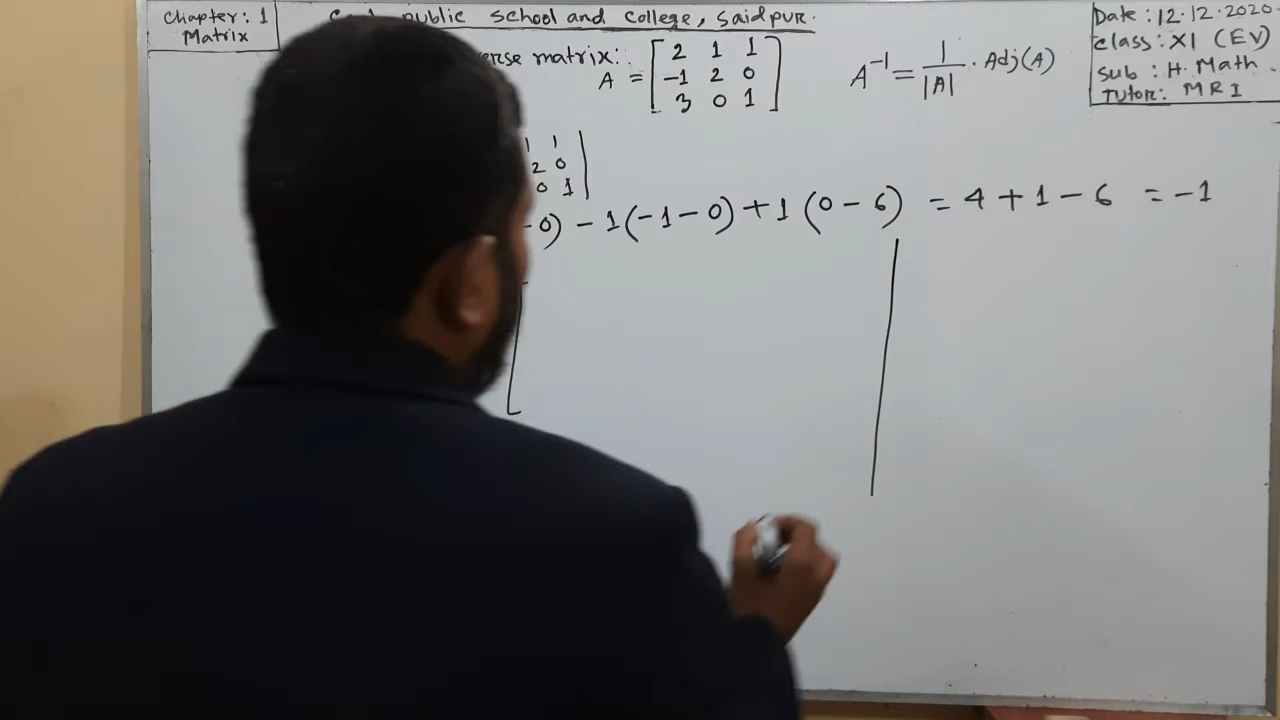 Chapter: 1
Matrix
public School and College, Saidpur.
Date : 12.12.2020
Class: XI (EV)
Sub : H. Math
Tutor: MRI
matrix:
A = [2 1 1
-1 2 0
3 0 1]
A⁻¹ = 1/|A| . Adj(A)
1 1
2 0
0 1|
-0) - 1(-1-0) + 1(0-6) = 4+1-6 = -1